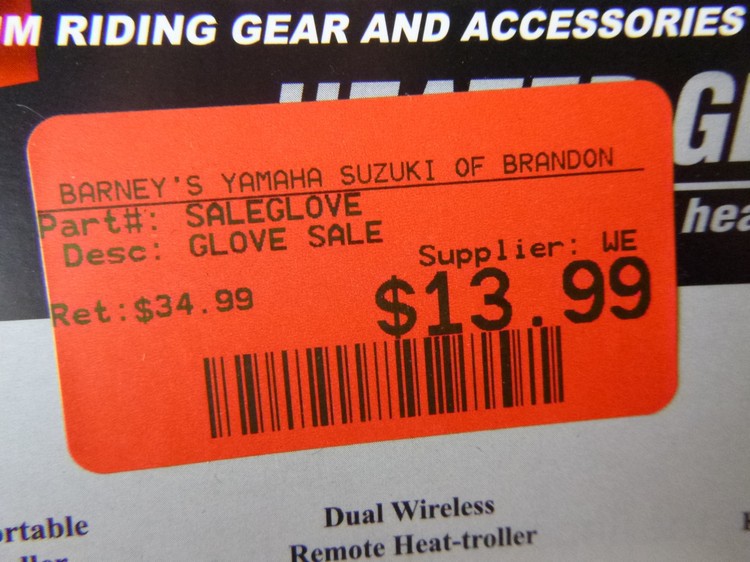 RIDING GEAR AND ACCESSORIES
BARNEY'S YAMAHA SUZUKI OF BRANDON
Part#: SALEGLOVE
Desc: GLOVE SALE
Supplier: WE
Ret:$34.99
$13.99
Dual Wireless
Remote Heat-troller